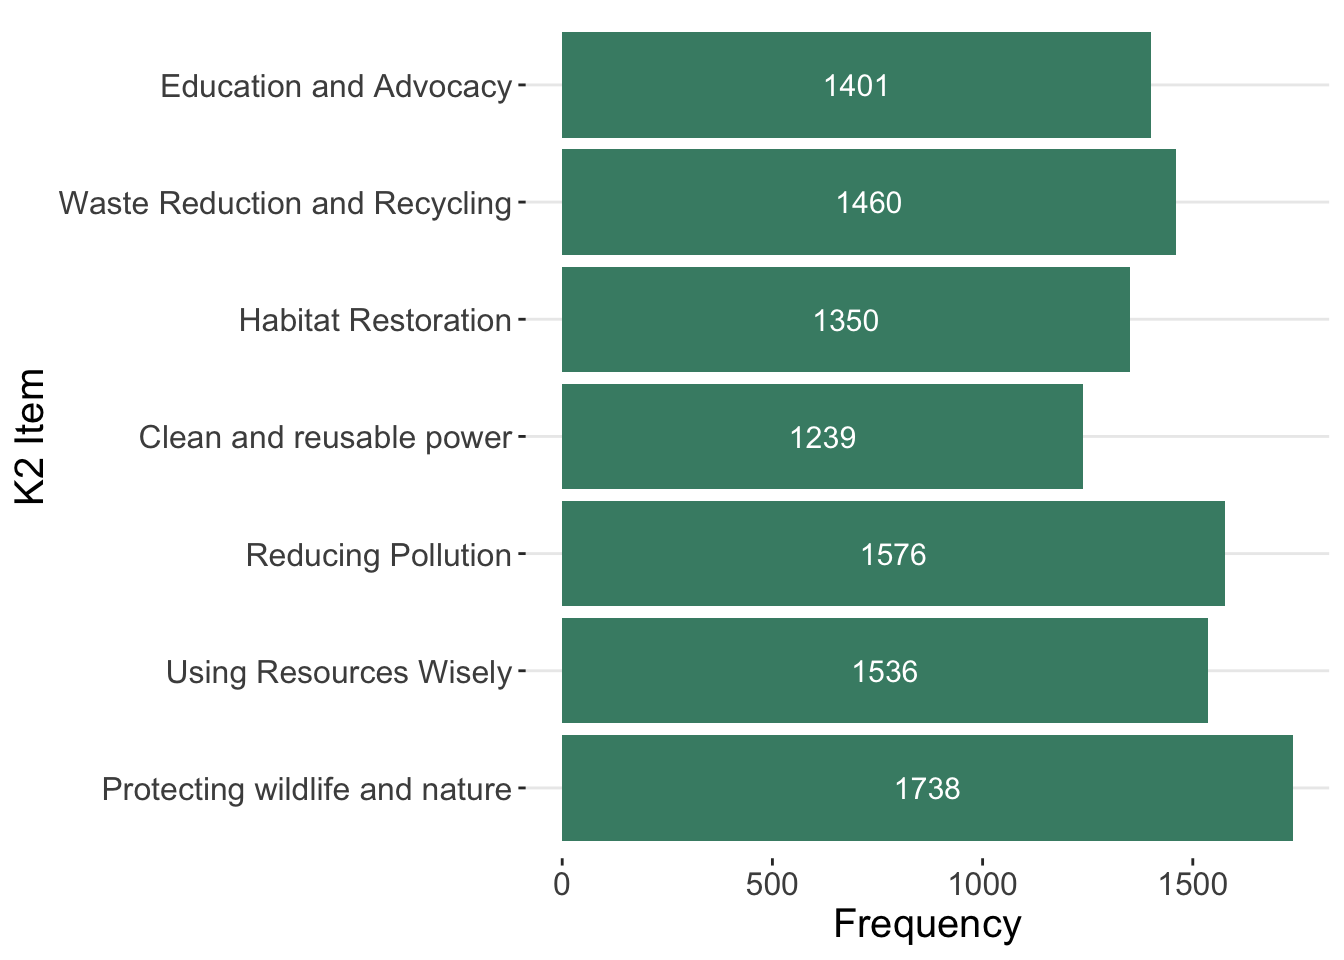 Education and Advocacy
1401
Waste Reduction and Recycling
1460
Habitat Restoration
1350
Clean and reusable power
1239
Reducing Pollution
1576
Using Resources Wisely
1536
Protecting wildlife and nature
1738
K2 Item
0
500
1000
1500
Frequency